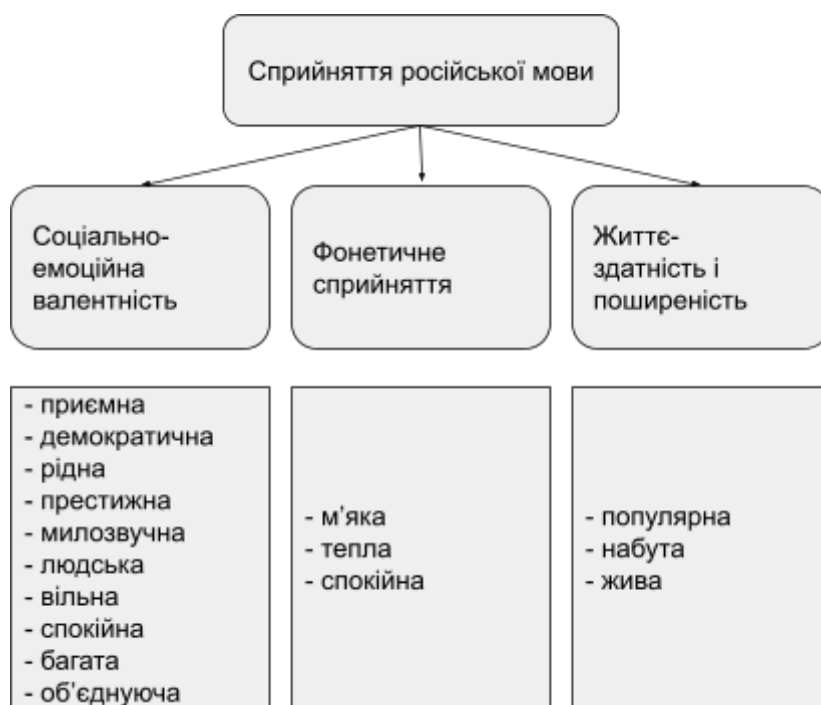 Сприйняття російської мови
Соціально-
емоційна
валентність
Фонетичне
сприйняття
Життє-
здатність і
поширеність
- приємна
- демократична
- рідна
- престижна
- милозвучна
- людська
- вільна
- спокійна
- багата
- об'єднуюча
- м'яка
- тепла
- спокійна
- популярна
- набута
- жива